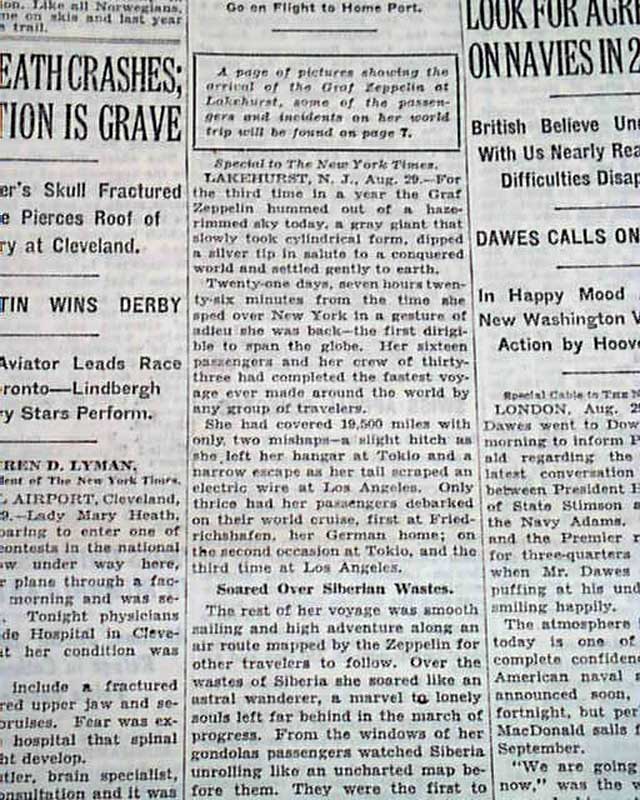 ion. Like all Norwegians,
me on skis and last year
s trail.
EATH CRASHES;
TION IS GRAVE
er's Skull Fractured
e Pierces Roof of
ry at Cleveland.
TIN WINS DERBY
Aviator Leads Race
ronto—Lindbergh
ry Stars Perform.
REN D. LYMAN.
dent of The New York Times.
L AIRPORT, Cleveland,
9.—Lady Mary Heath,
paring to enter one of
contests in the national
ow under way here,
r plane through a fac-
morning and was se-
. Tonight physicians
de Hospital in Cleve-
at her condition was
include a fractured
red upper jaw and se-
bruises. Fear was ex-
hospital that spinal
ht develop.
utler, brain specialist,
onsultation and it was
Go on Flight to Home Port.
A page of pictures showing the
arrival of the Graf Zeppelin at
Lakehurst, some of the passen-
gers and incidents on her world
trip will be found on page 7.
Special to The New York Times.
LAKEHURST, N. J., Aug. 29.—For
the third time in a year the Graf
Zeppelin hummed out of a haze-
rimmed sky today, a gray giant that
slowly took cylindrical form, dipped
a silver tip in salute to a conquered
world and settled gently to earth.
Twenty-one days, seven hours twen-
ty-six minutes from the time she
sped over New York in a gesture of
adieu she was back—the first dirigi-
ble to span the globe. Her sixteen
passengers and her crew of thirty-
three had completed the fastest voy-
age ever made around the world by
any group of travelers.
She had covered 19,500 miles with
only two mishaps—a slight hitch as
she left her hangar at Tokio and a
narrow escape as her tail scraped an
electric wire at Los Angeles. Only
thrice had her passengers debarked
on their world cruise, first at Fried-
richshafen, her German home; on
the second occasion at Tokio, and the
third time at Los Angeles.
Soared Over Siberian Wastes.
The rest of her voyage was smooth
sailing and high adventure along an
air route mapped by the Zeppelin for
other travelers to follow. Over the
wastes of Siberia she soared like an
astral wanderer, a marvel to lonely
souls left far behind in the march of
progress. From the windows of her
gondolas passengers watched Siberia
unrolling like an uncharted map be-
fore them. They were the first to
LOOK FOR AGR
ON NAVIES IN 2
British Believe Un
With Us Nearly Rea
Difficulties Disap
DAWES CALLS ON
In Happy Mood
New Washington V
Action by Hoov
Special Cable to THE N
LONDON, Aug. 2
Dawes went to Dow
morning to inform P
ald regarding the
latest conversation
between President H
of State Stimson a
the Navy Adams.
and the Premier r
for three-quarters
when Mr. Dawes
puffing at his und
smiling happily.
The atmosphere
today is one of
complete confiden
American naval a
announced soon,
fortnight, but per
MacDonald sails f
September.
"We are going
now," was the